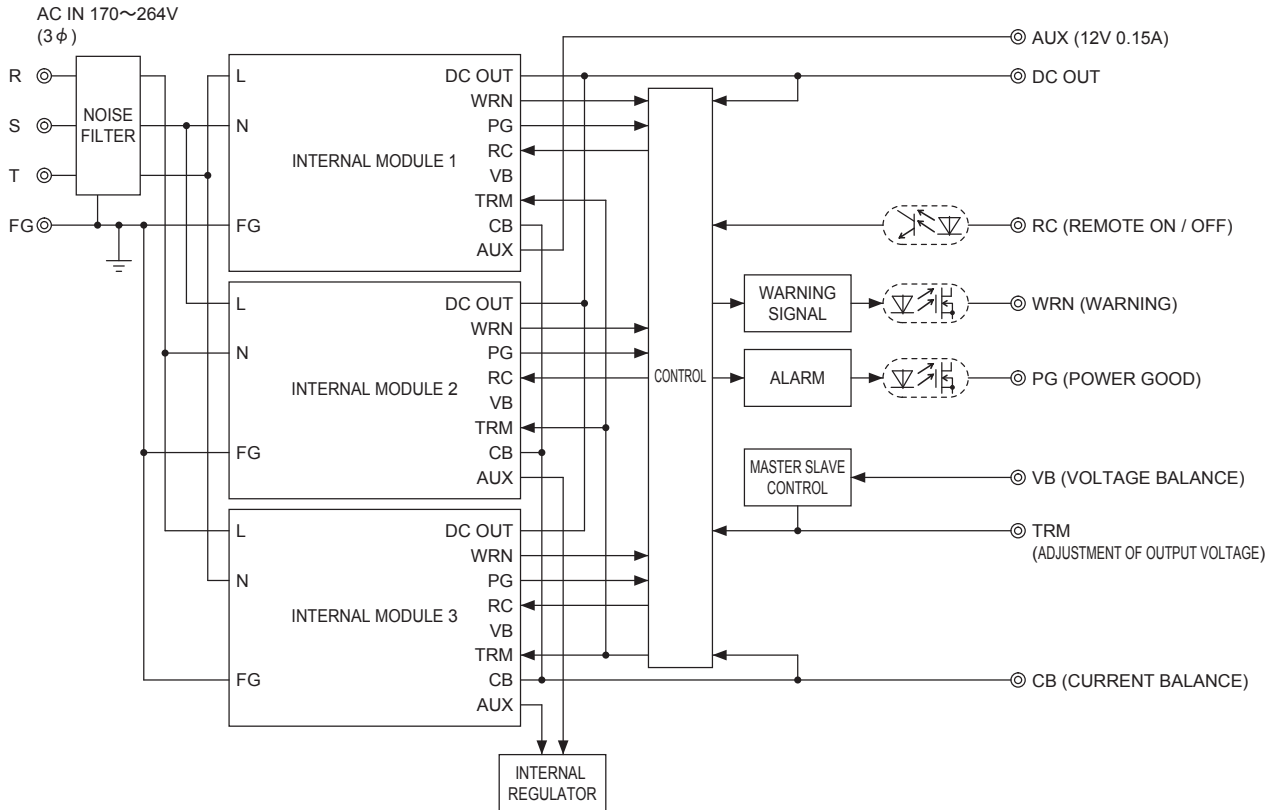 AC IN 170～264V
(3φ)
R
S
T
FG
NOISE
FILTER
L
N
FG
INTERNAL MODULE 1
DC OUT
WRN
PG
RC
VB
TRM
CB
AUX
L
N
FG
INTERNAL MODULE 2
DC OUT
WRN
PG
RC
VB
TRM
CB
AUX
L
N
FG
INTERNAL MODULE 3
DC OUT
WRN
PG
RC
VB
TRM
CB
AUX
INTERNAL
REGULATOR
CONTROL
WARNING
SIGNAL
ALARM
MASTER SLAVE
CONTROL
AUX (12V 0.15A)
DC OUT
RC (REMOTE ON / OFF)
WRN (WARNING)
PG (POWER GOOD)
VB (VOLTAGE BALANCE)
TRM
(ADJUSTMENT OF OUTPUT VOLTAGE)
CB (CURRENT BALANCE)